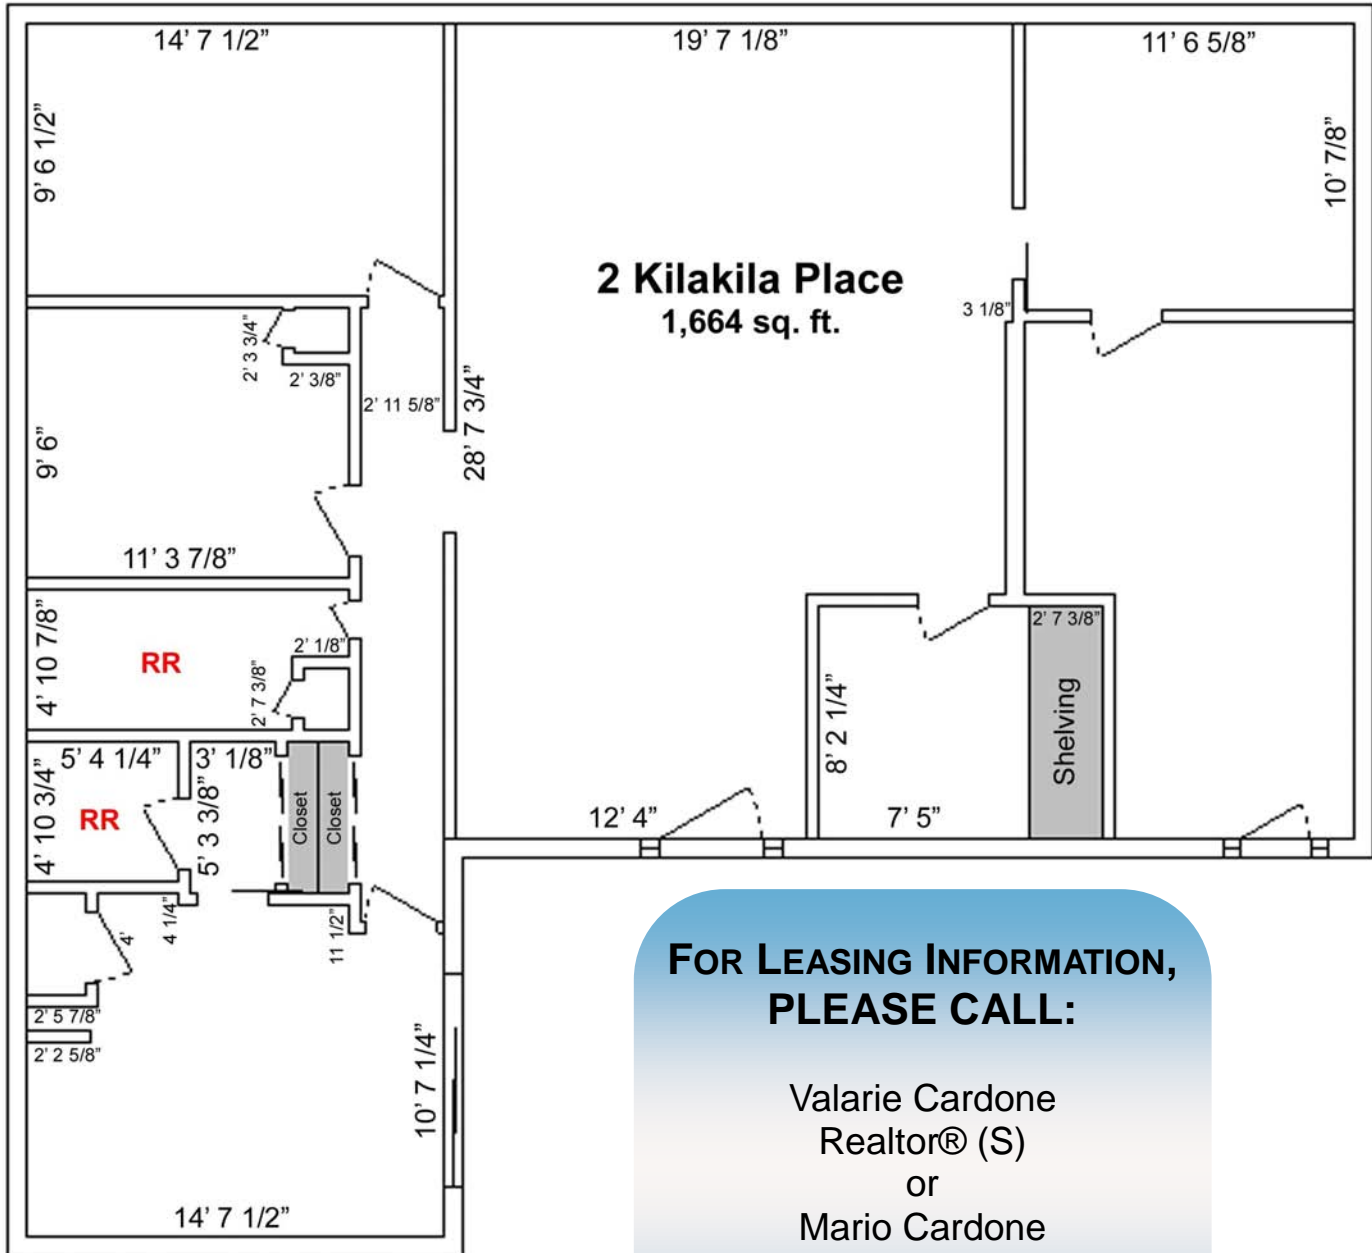 14’ 7 1/2”
19’ 7 1/8”
11’ 6 5/8”
9’ 6 1/2”
10’ 7/8”
2 Kilakila Place
1,664 sq. ft.
3 1/8”
2’ 3 3/4”
2’ 3/8”
2’ 11 5/8”
28’ 7 3/4”
9’ 6”
11’ 3 7/8”
4’ 10 7/8”
RR
2’ 1/8”
2’ 7 3/8”
2’ 7 3/8”
Shelving
8’ 2 1/4”
5’ 4 1/4”
3’ 1/8”
4’ 10 3/4”
RR
5’ 3 3/8”
Closet
Closet
12’ 4”
7’ 5”
4’
4 1/4”
11 1/2”
2’ 5 7/8”
2’ 2 5/8”
10’ 7 1/4”
14’ 7 1/2”
FOR LEASING INFORMATION,
PLEASE CALL:
Valarie Cardone
Realtor® (S)
or
Mario Cardone